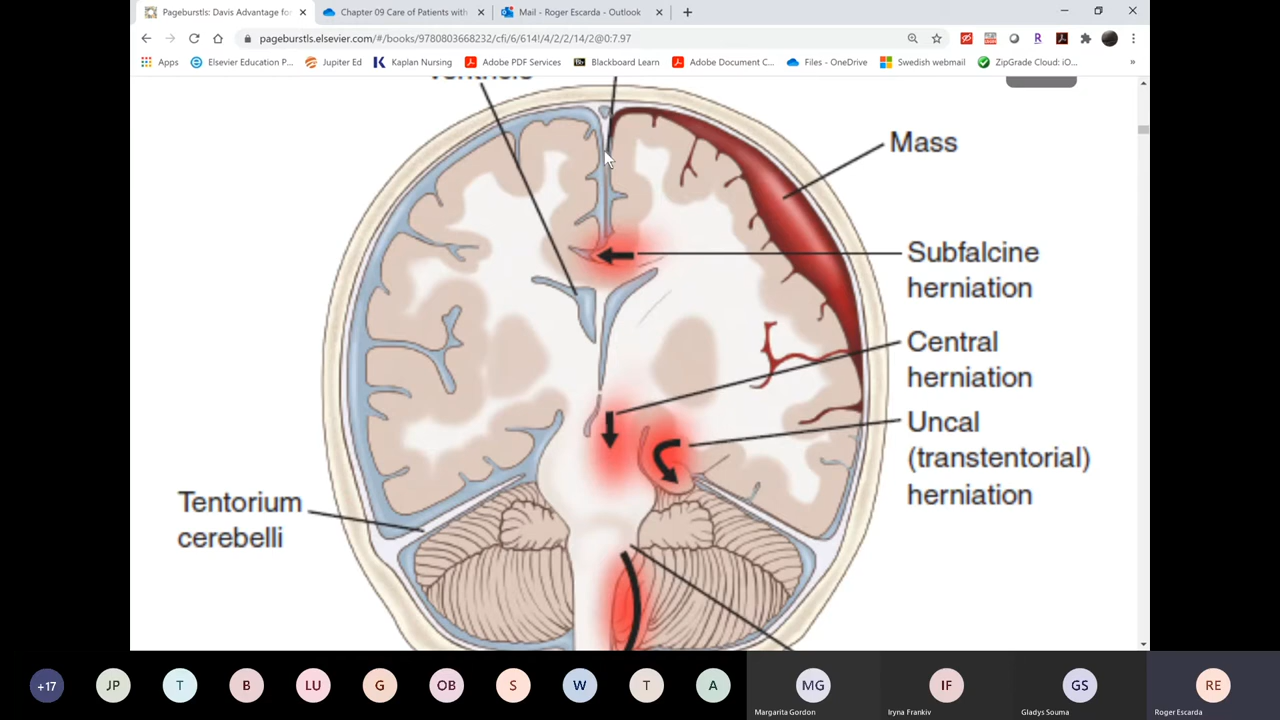 Pageburstls: Davis Advantage for
Chapter 09 Care of Patients with
Mail - Roger Escarda - Outlook
pageburstls.elsevier.com/#/books/9780803668232/cfi/6/614!/4/2/2/14/2@0:7.97
Apps
Elsevier Education P...
Jupiter Ed
Kaplan Nursing
Adobe PDF Services
Bb
Blackboard Learn
Adobe Document C...
Files - OneDrive
Swedish webmail
ZipGrade Cloud: iO...
»
Mass
Subfalcine
herniation
Central
herniation
Uncal
(transtentorial)
herniation
Tentorium
cerebelli
+17
JP
T
B
LU
G
OB
S
W
T
A
MG
IF
GS
RE
Margarita Gordon
Iryna Frankiv
Gladys Souma
Roger Escarda